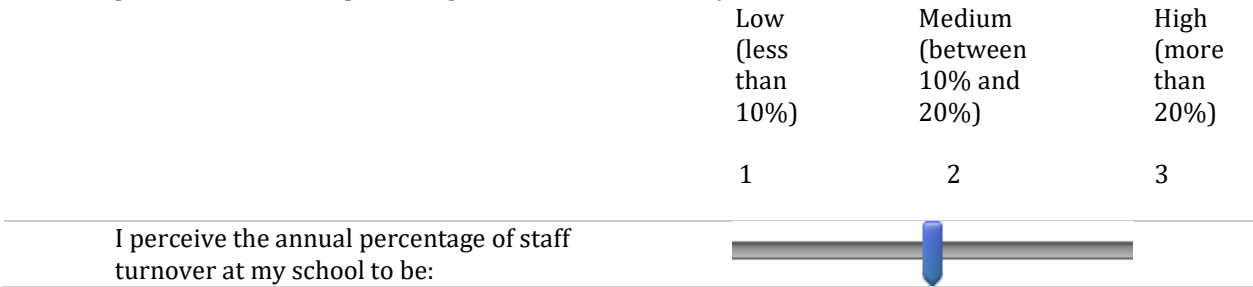 Low Medium High
(less (between (more
than 10% and than
10%) 20%) 20%)
1 2 3
I perceive the annual percentage of staff
turnover at my school to be: